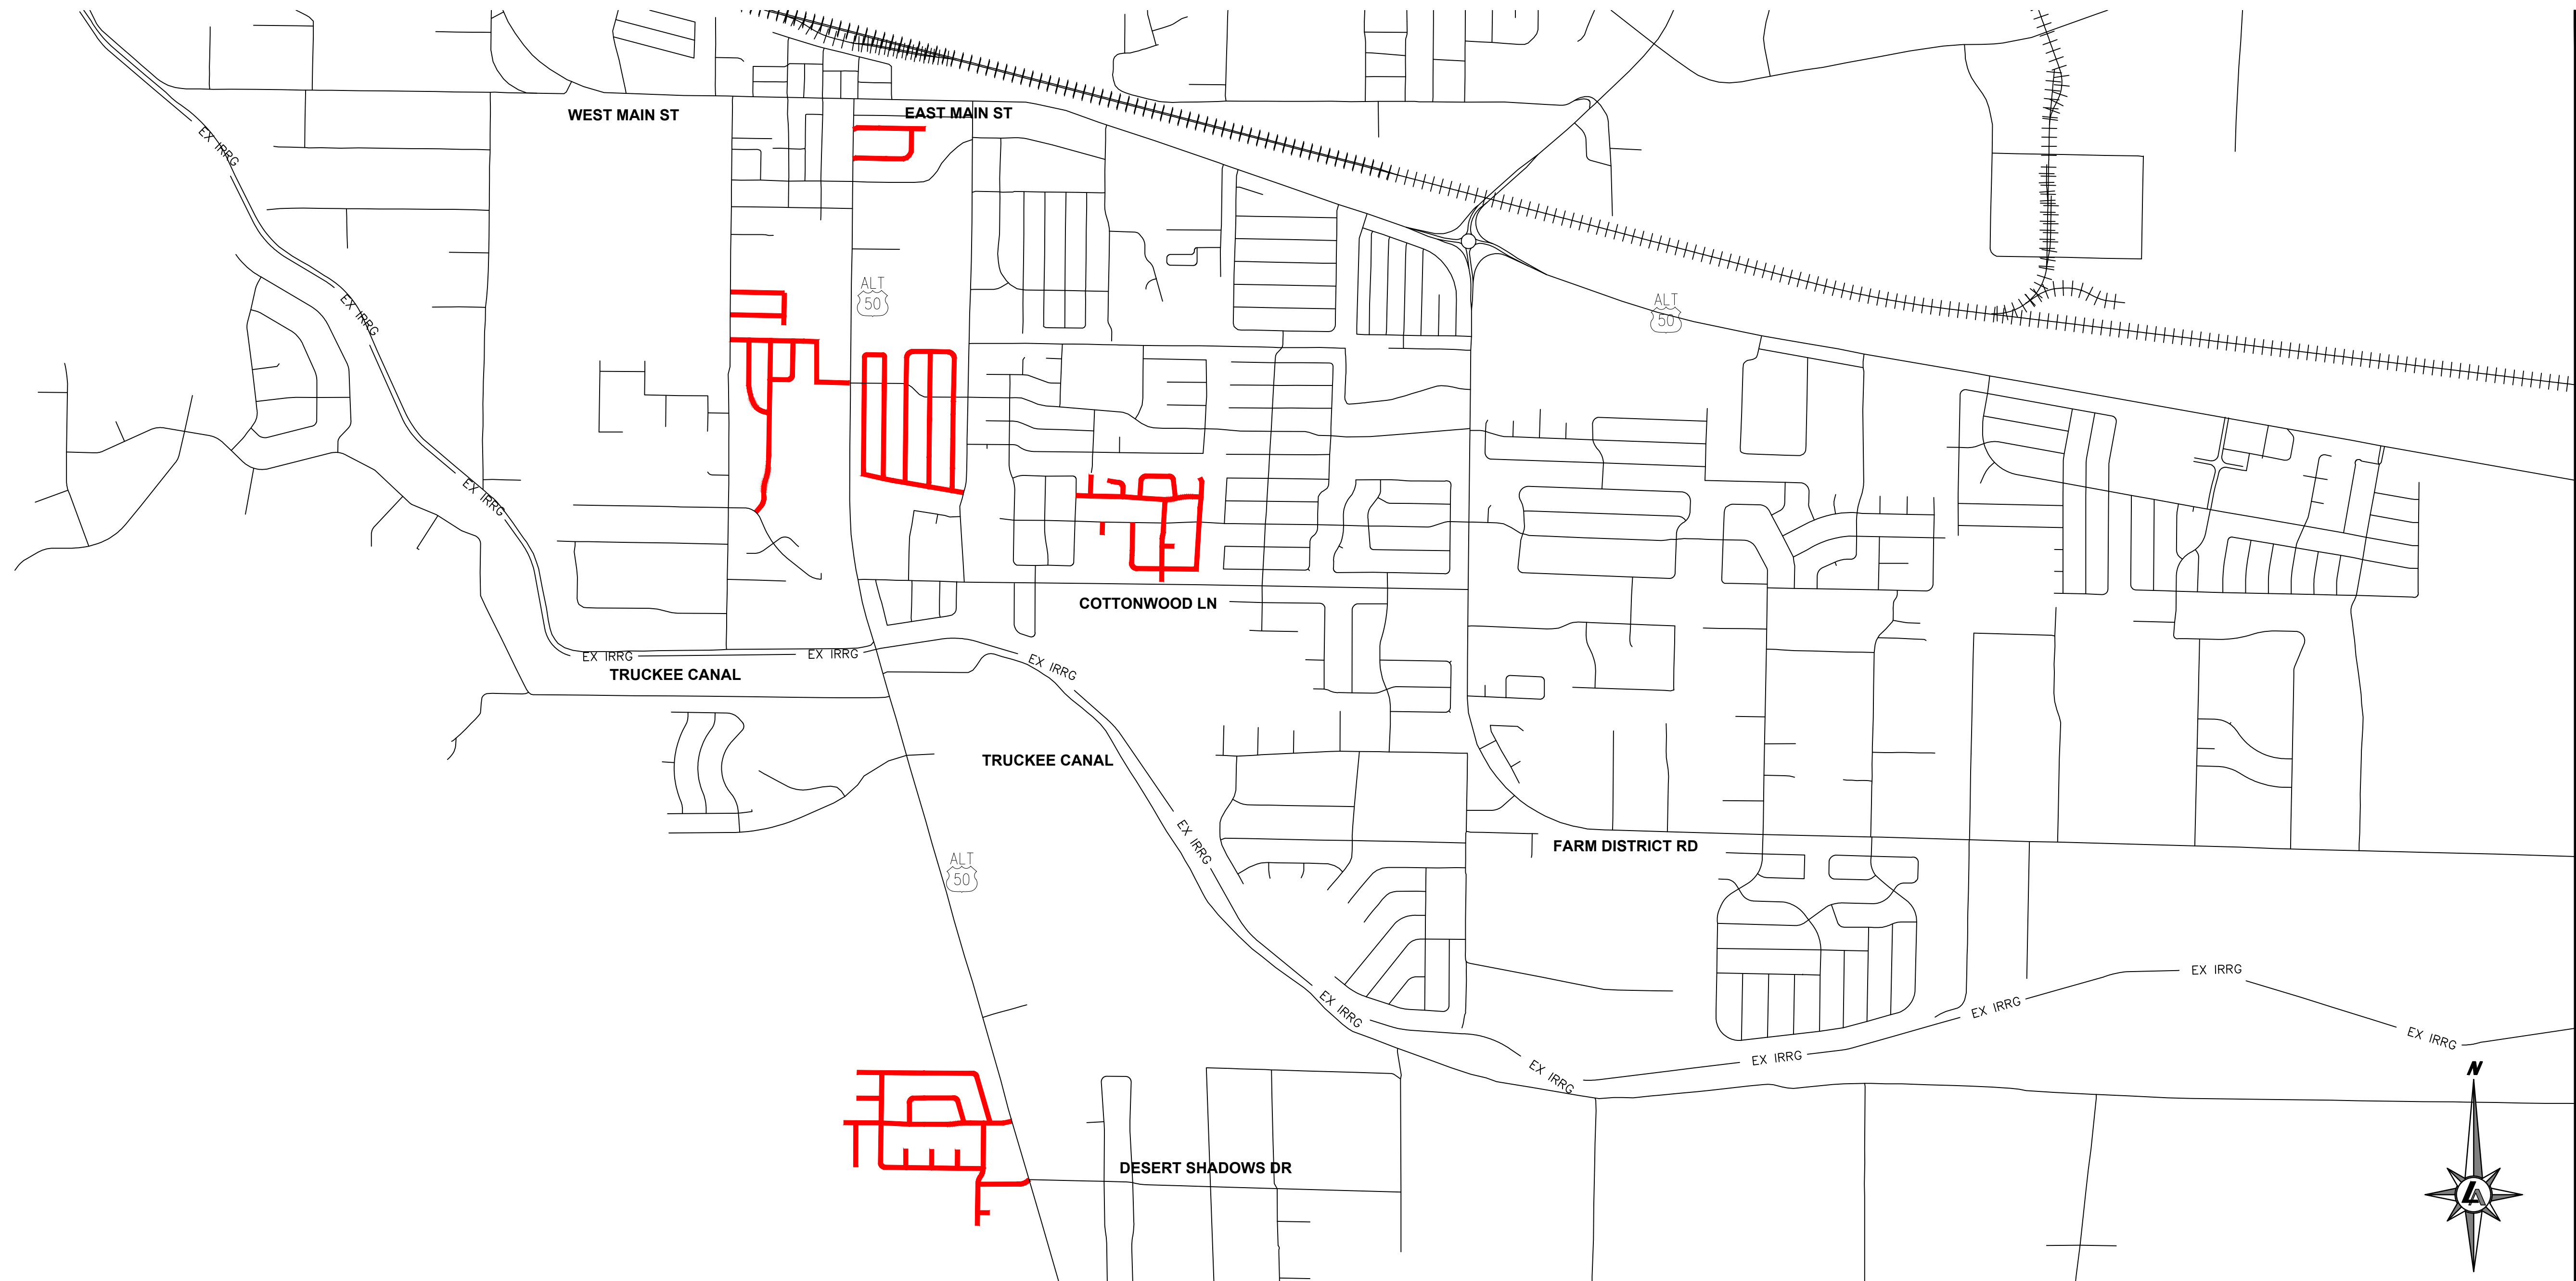 WEST MAIN ST
EAST MAIN ST
EX IRRG
ALT
50
EX IRRG
ALT
50
EX IRRG
COTTONWOOD LN
EX IRRG
EX IRRG
EX IRRG
TRUCKEE CANAL
TRUCKEE CANAL
EX IRRG
FARM DISTRICT RD
ALT
50
EX IRRG
EX IRRG
EX IRRG
EX IRRG
EX IRRG
EX IRRG
N
DESERT SHADOWS DR
LA